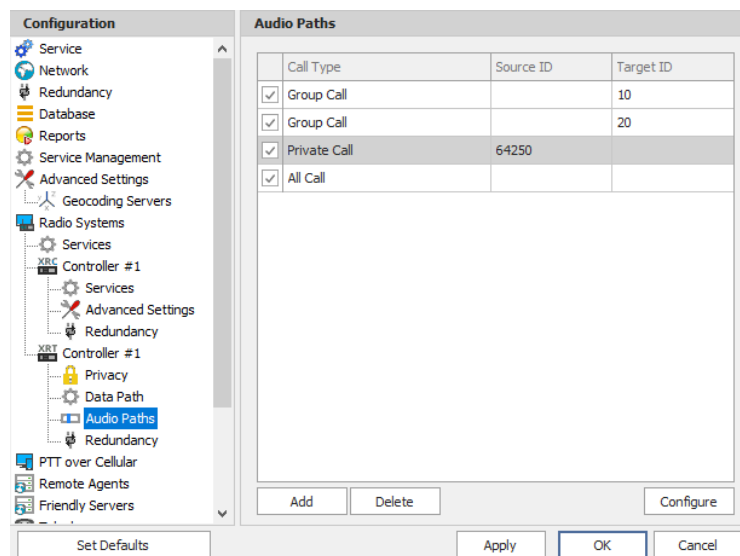 Configuration
Service
Network
Redundancy
Database
Reports
Service Management
Advanced Settings
Geocoding Servers
Radio Systems
Services
XRC Controller #1
Services
Advanced Settings
Redundancy
XRT Controller #1
Privacy
Data Path
Audio Paths
Redundancy
PTT over Cellular
Remote Agents
Friendly Servers
Set Defaults
Audio Paths
Call Type Source ID Target ID
Group Call 10
Group Call 20
Private Call 64250
All Call
Add Delete Configure
Apply OK Cancel